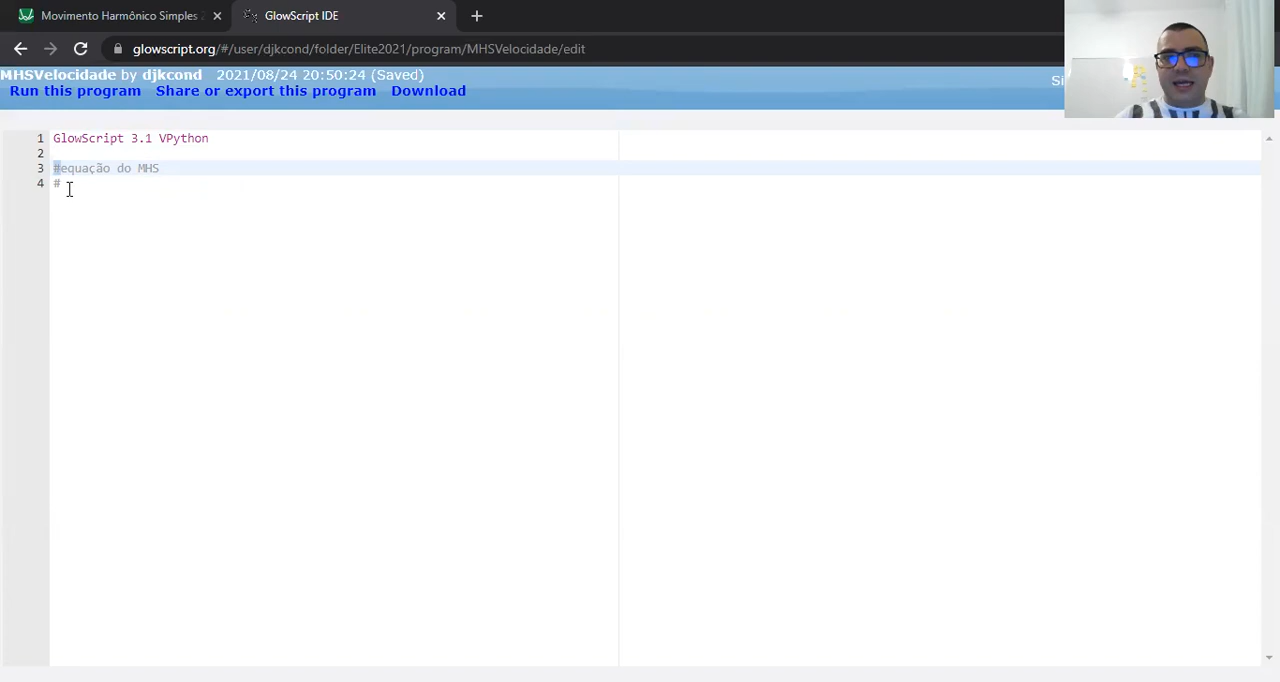 Movimento Harmônico Simples 2
GlowScript IDE
glowscript.org/#/user/djkcond/folder/Elite2021/program/MHSVelocidade/edit
MHSVelocidade by djkcond 2021/08/24 20:50:24 (Saved)
Si
Run this program Share or export this program Download
1 GlowScript 3.1 VPython
2
3 #equação do MHS
4 #